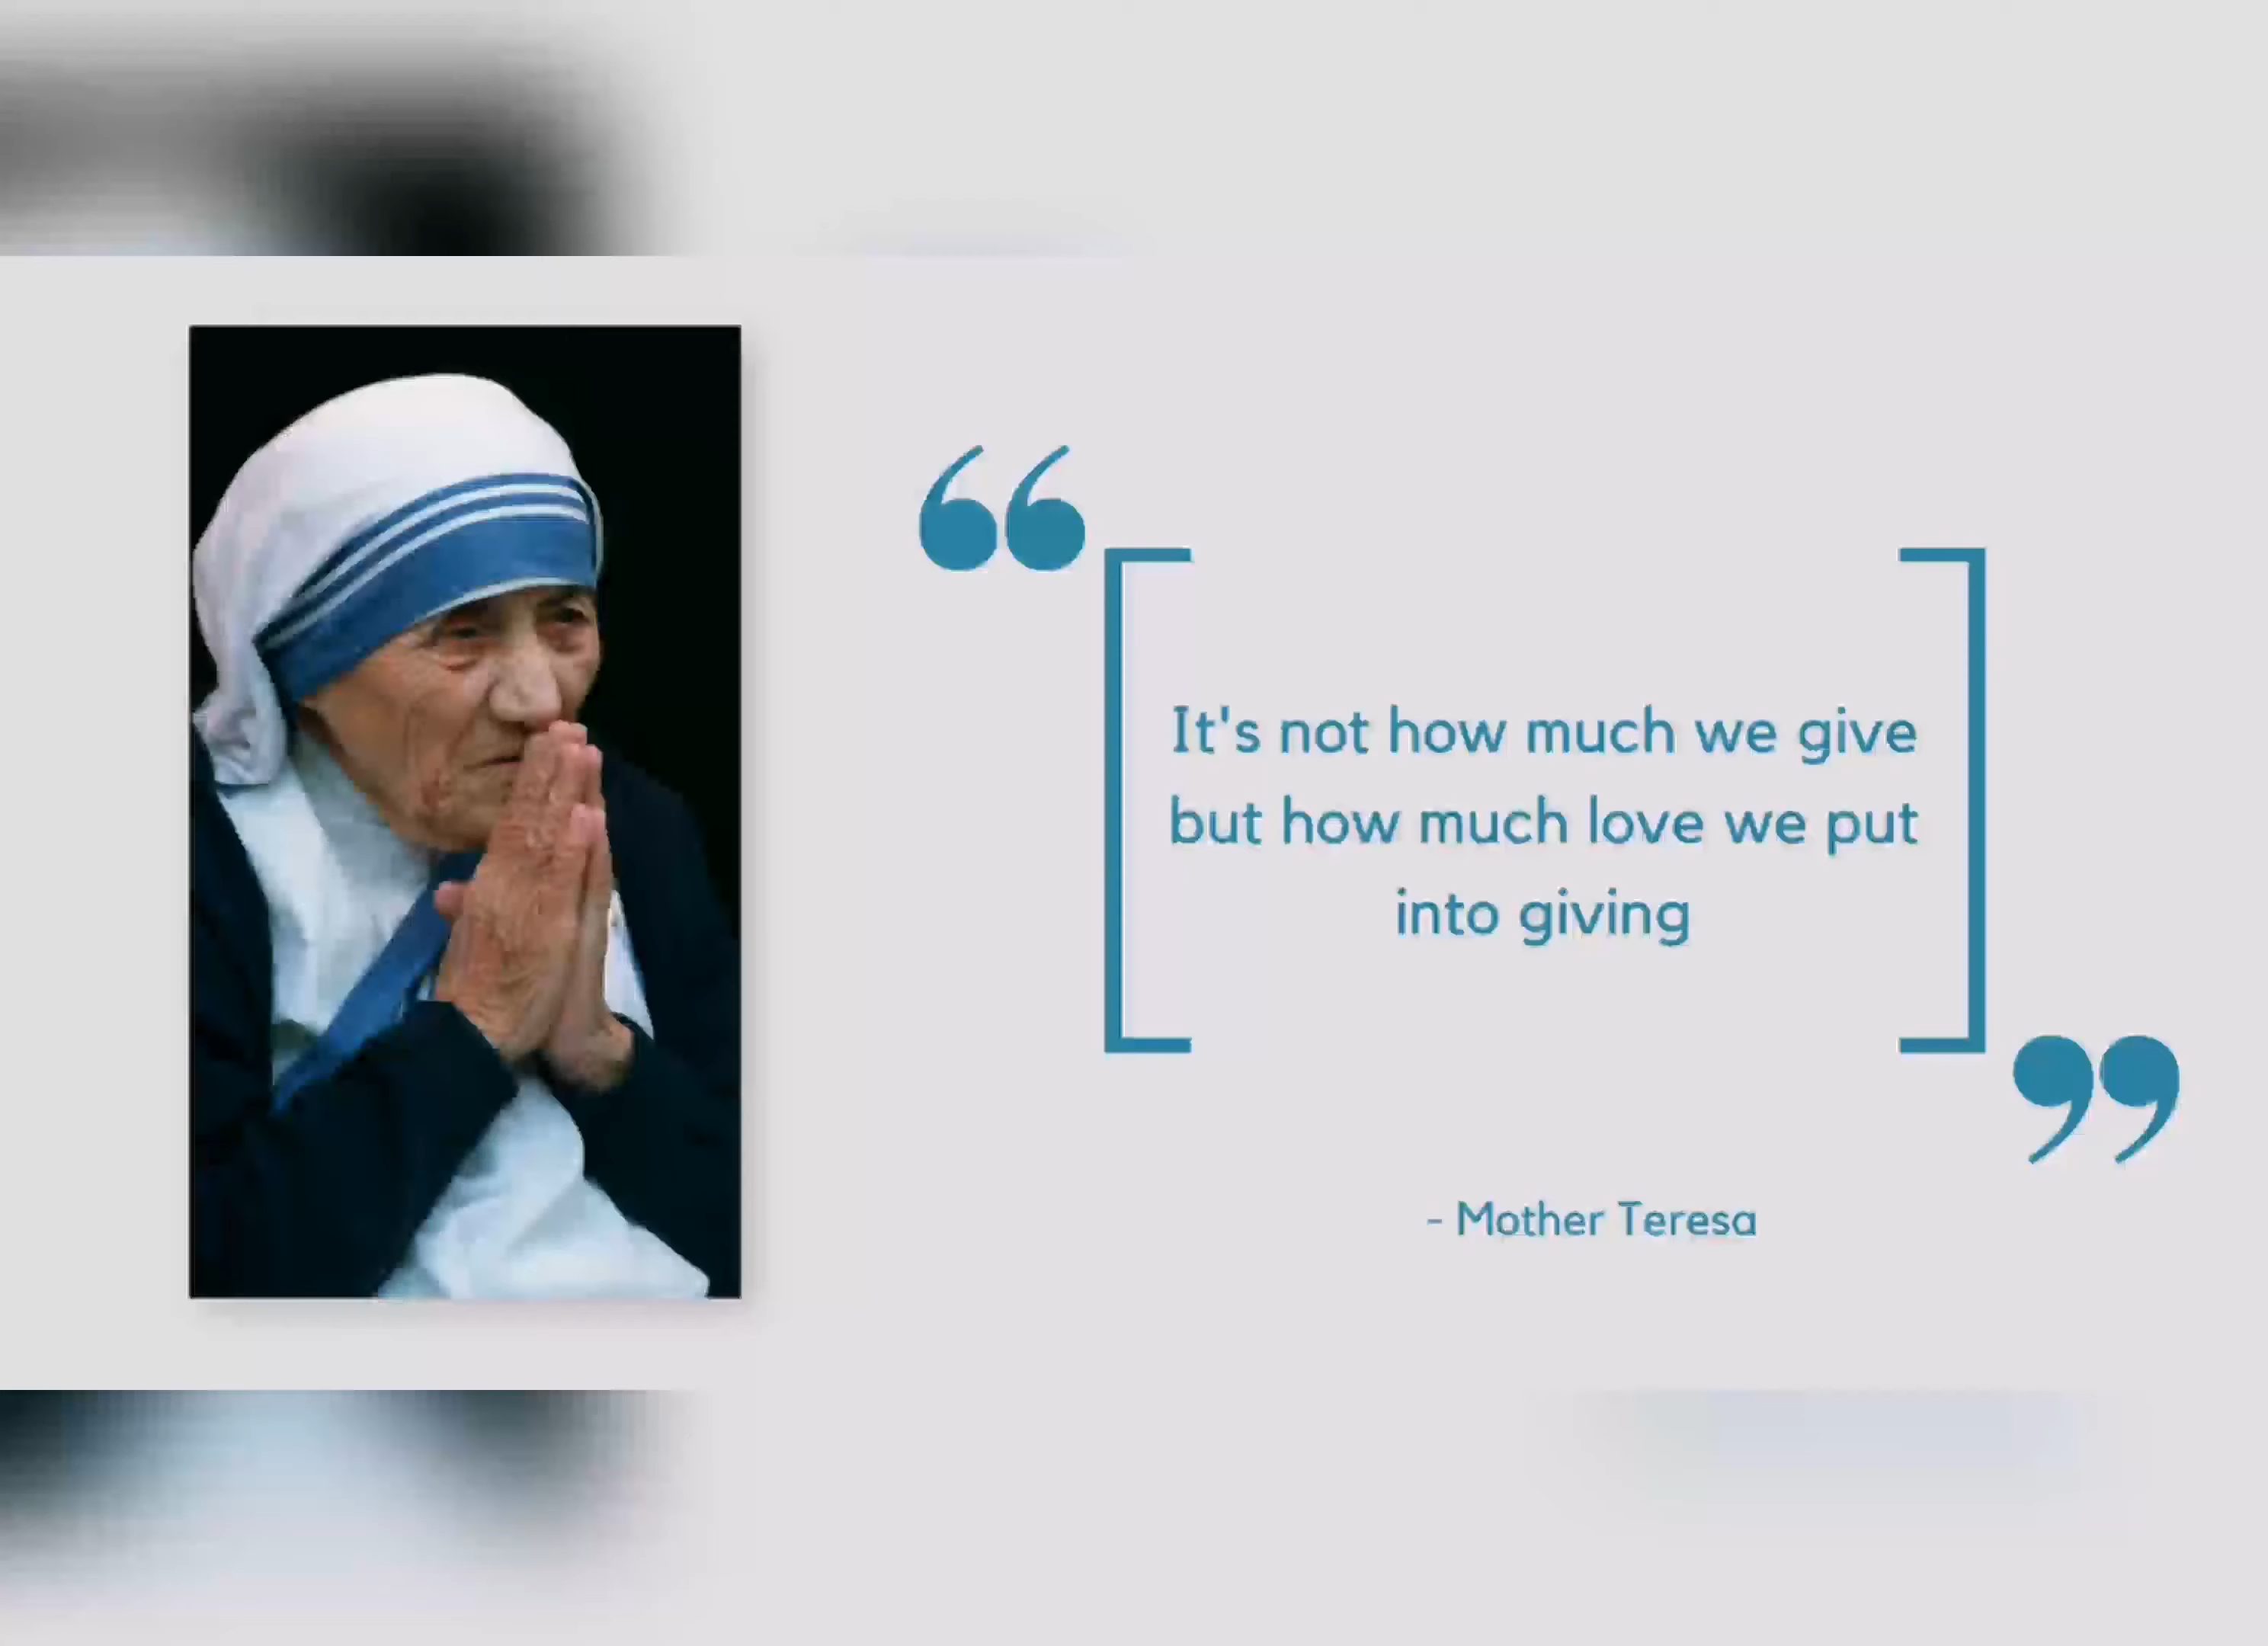 “
It's not how much we give
but how much love we put
into giving
”
- Mother Teresa